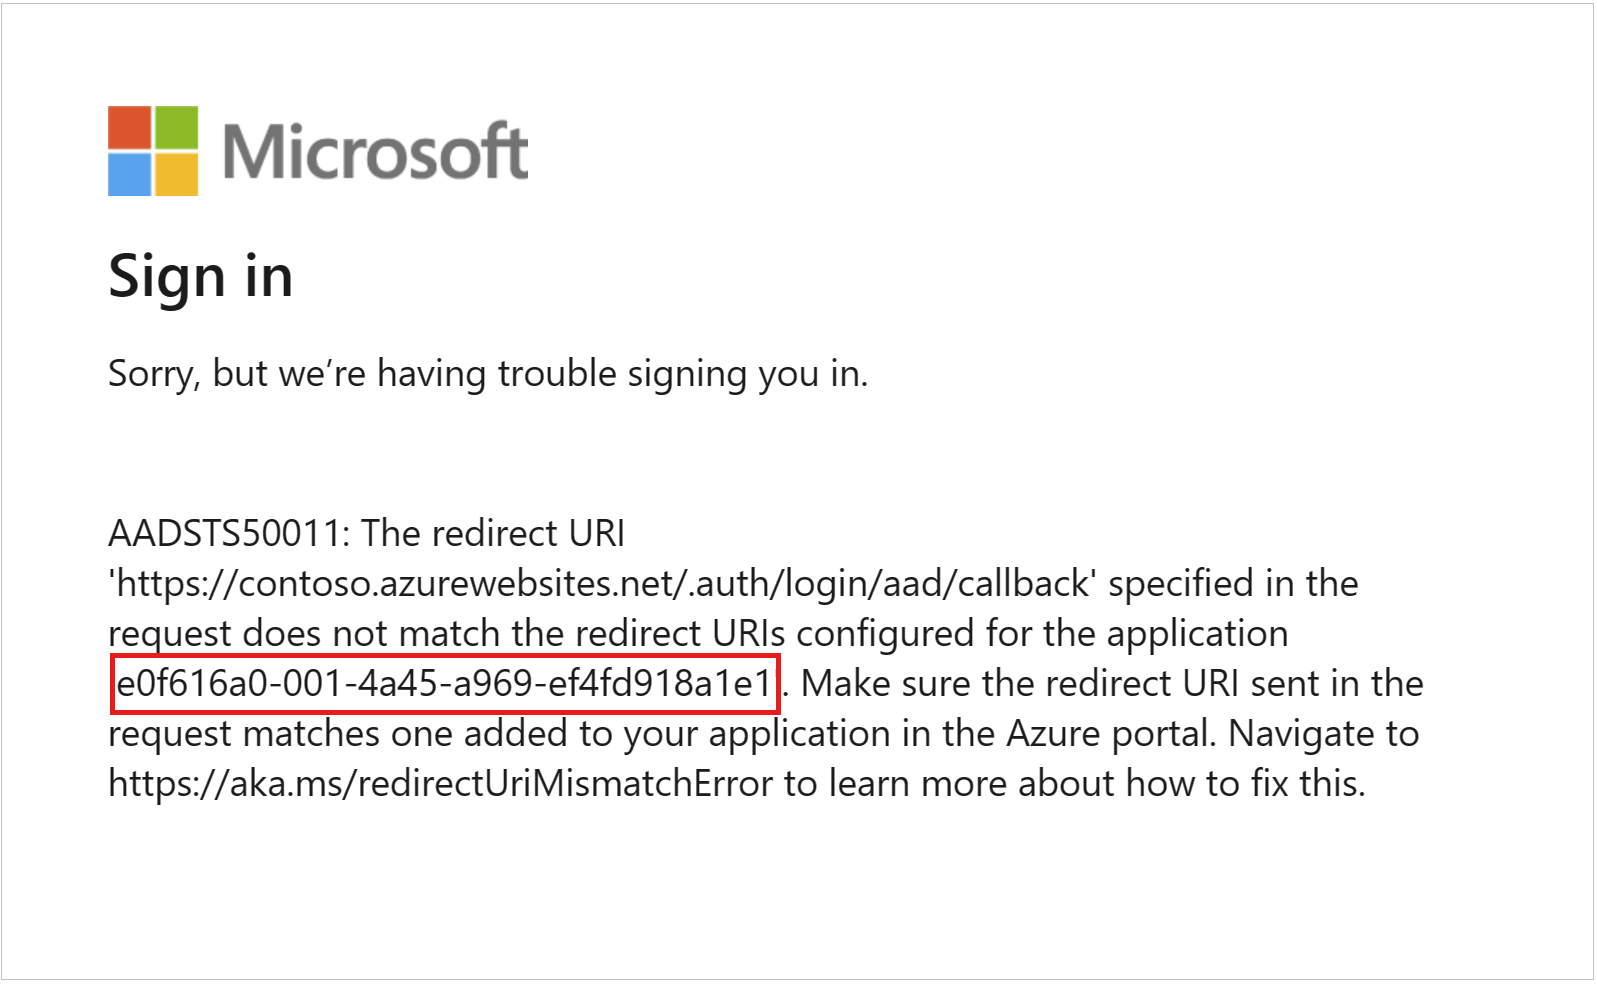 Microsoft
Sign in
Sorry, but we’re having trouble signing you in.
AADSTS50011: The redirect URI
'https://contoso.azurewebsites.net/.auth/login/aad/callback' specified in the
request does not match the redirect URIs configured for the application
e0f616a0-001-4a45-a969-ef4fd918a1e1'. Make sure the redirect URI sent in the
request matches one added to your application in the Azure portal. Navigate to
https://aka.ms/redirectUriMismatchError to learn more about how to fix this.